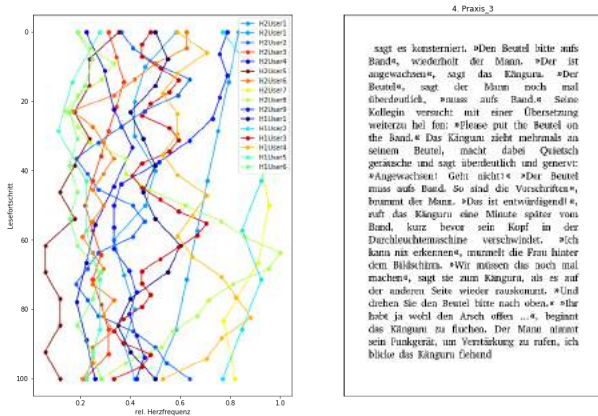 4. Praxis_3
H2User1
H2User1
H2User2
H2User3
H2User4
H2User5
H2User6
H2User7
H2User8
H2User9
H1User1
H1User2
H1User3
H1User4
H1User5
H1User6
0
20
40
60
80
100
Lesefortschritt
0.2
0.4
0.6
0.8
1.0
rel. Herzfrequenz
sagt es konsterniert. »Den Beutel bitte aufs
Band«, wiederholt der Mann. »Der ist
angewachsen«, sagt das Känguru. »Der
Beutel«, sagt der Mann noch mal
überdeutlich, »muss aufs Band.« Seine
Kollegin versucht mit einer Übersetzung
weiterzu hel fen: »Please put the Beutel on
the Band.« Das Känguru zieht mehrmals an
seinem Beutel, macht dabei Quietsch
geräusche und sagt überdeutlich und genervt:
»Angewachsen! Geht nicht!« »Der Beutel
muss aufs Band. So sind die Vorschriften«,
brummt der Mann. »Das ist entwürdigend!«,
ruft das Känguru eine Minute später vom
Band, kurz bevor sein Kopf in der
Durchleuchtemaschine verschwindet. »Ich
kann nix erkennen«, murmelt die Frau hinter
dem Bildschirm. »Wir müssen das noch mal
machen«, sagt sie zum Känguru, als es auf
der anderen Seite wieder rauskommt. »Und
drehen Sie den Beutel bitte nach oben.« »Ihr
habt ja wohl den Arsch offen ...«, beginnt
das Känguru zu fluchen. Der Mann nimmt
sein Funkgerät, um Verstärkung zu rufen, ich
blicke das Känguru flehend